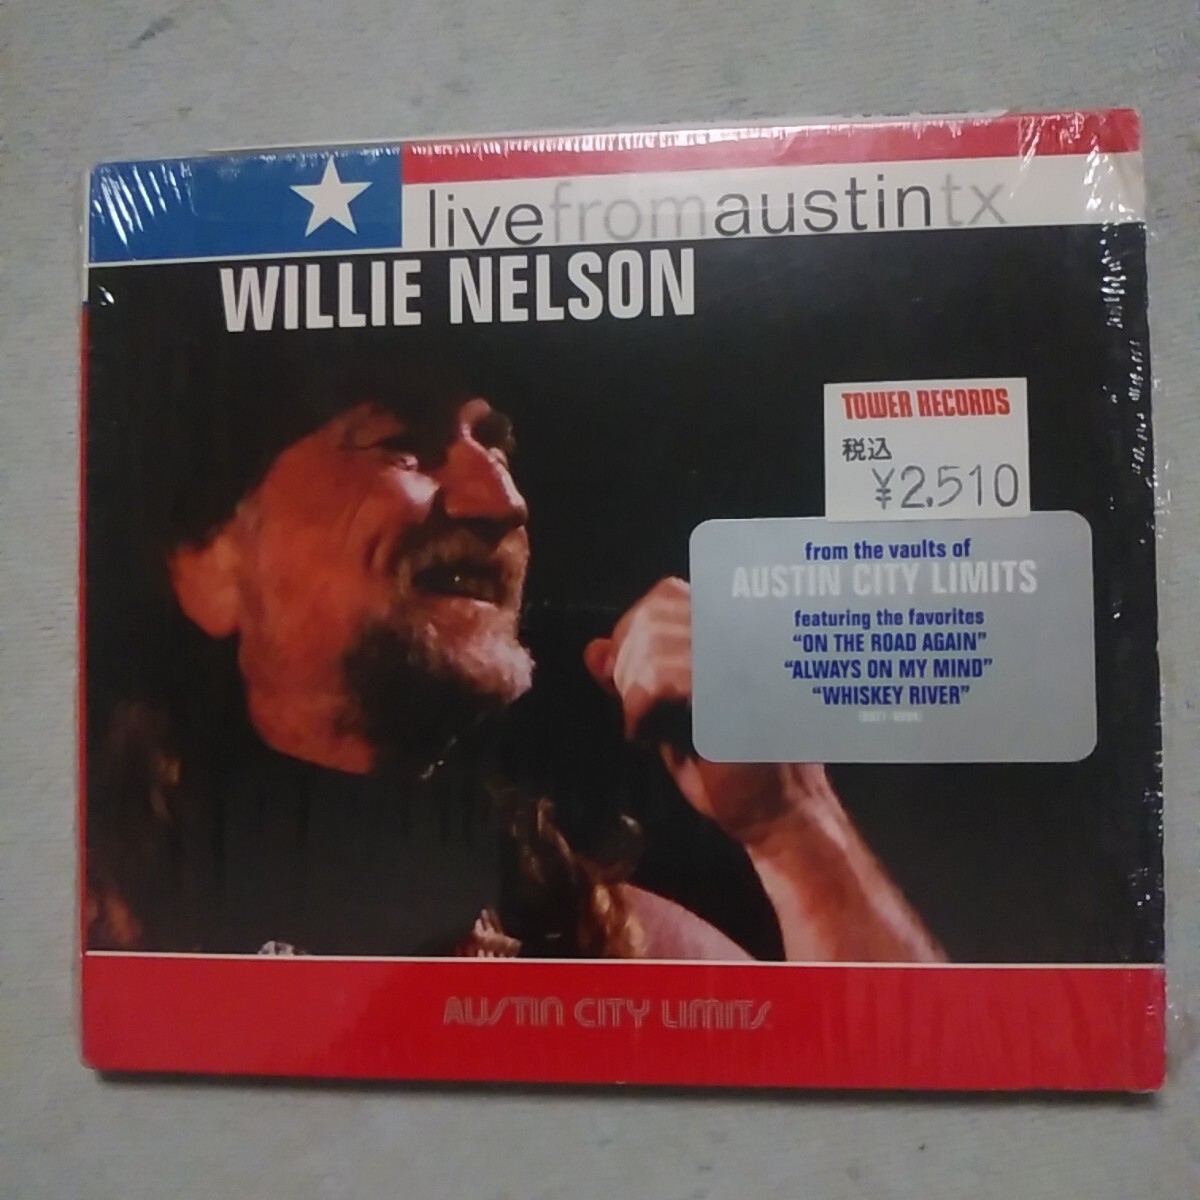 livefromaustintx
WILLIE NELSON
TOWER RECORDS
税込
¥2,510
from the vaults of
AUSTIN CITY LIMITS
featuring the favorites
"ON THE ROAD AGAIN"
"ALWAYS ON MY MIND"
"WHISKEY RIVER"
AUSTIN CITY LIMITS